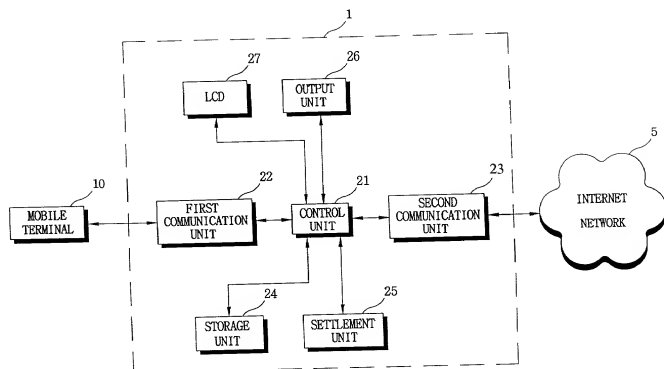 1
27
LCD
26
OUTPUT
UNIT
10
MOBILE
TERMINAL
22
FIRST
COMMUNICATION
UNIT
21
CONTROL
UNIT
23
SECOND
COMMUNICATION
UNIT
5
INTERNET
NETWORK
24
STORAGE
UNIT
25
SETTLEMENT
UNIT